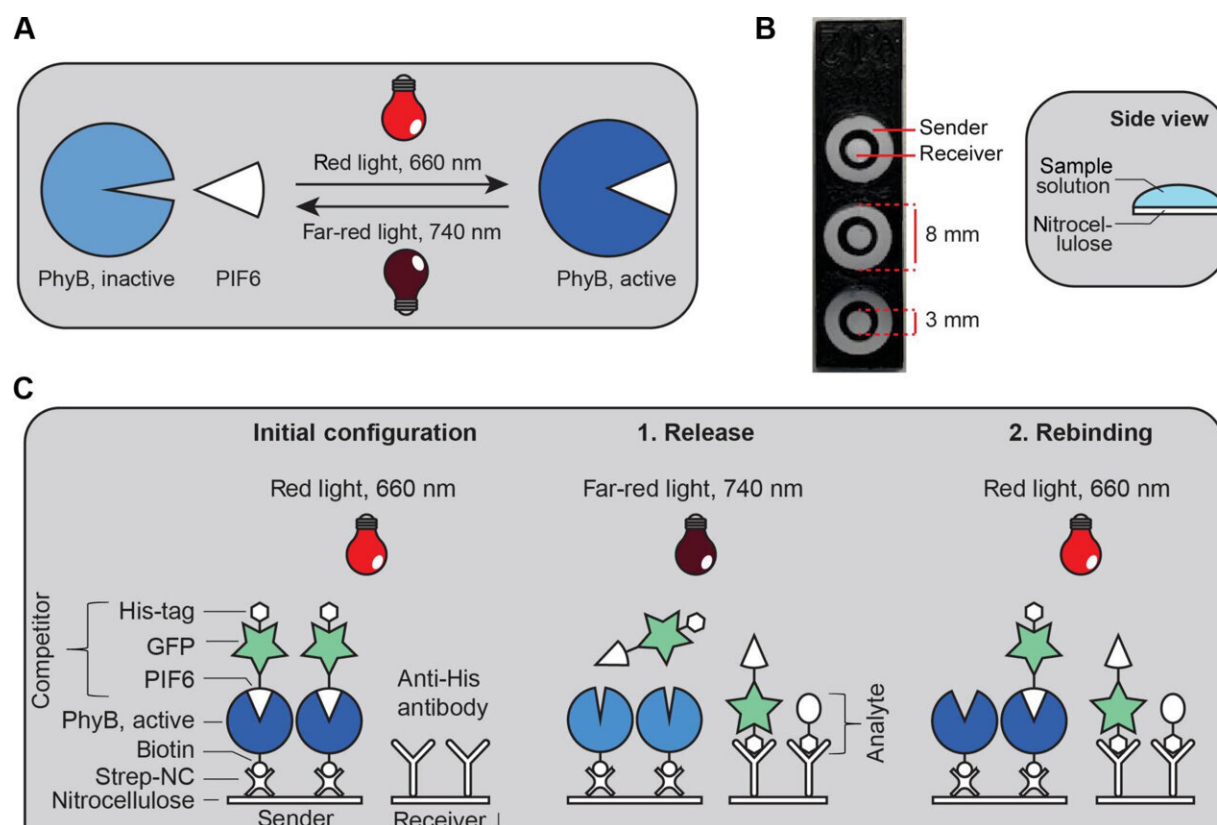 A
Red light, 660 nm
Far-red light, 740 nm
PhyB, inactive
PIF6
PhyB, active
B
Sender
Receiver
8 mm
3 mm
Side view
Sample
solution
Nitrocel-
lulose
C
Initial configuration
Red light, 660 nm
1. Release
Far-red light, 740 nm
2. Rebinding
Red light, 660 nm
Competitor
His-tag
GFP
PIF6
PhyB, active
Biotin
Strep-NC
Nitrocellulose
Anti-His
antibody
Sender
Receiver
Analyte